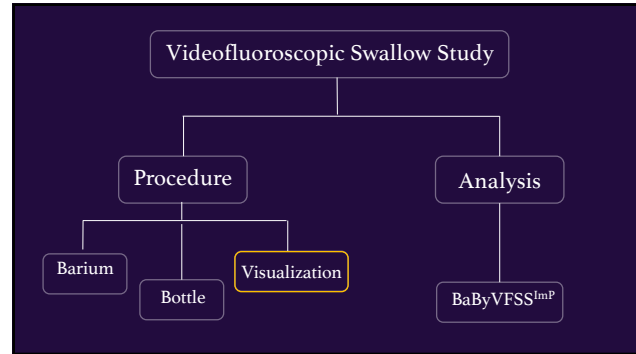 Videofluoroscopic Swallow Study
Procedure
Analysis
Barium
Bottle
Visualization
BaByVFSSᴵᵐᴾ